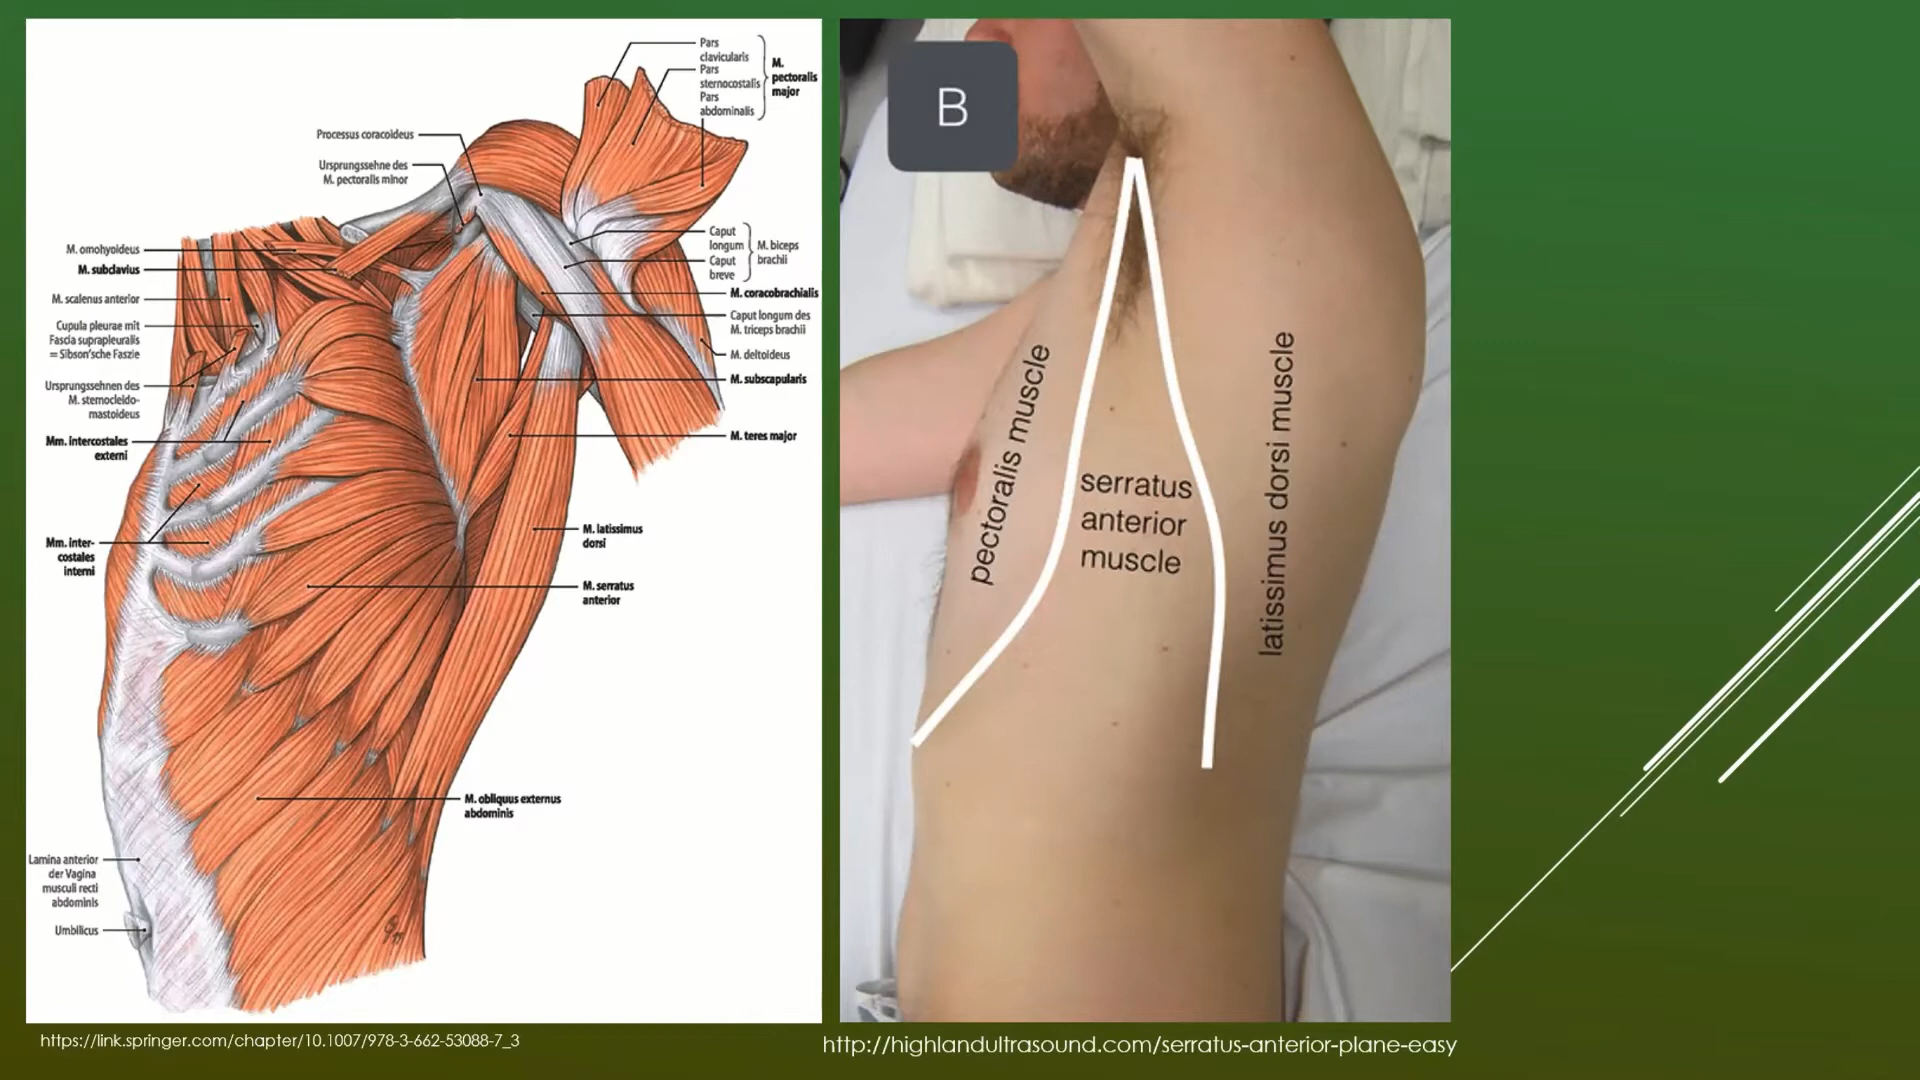 Pars
clavicularis
Pars
sternocostalis
Pars
abdominalis
M.
pectoralis
major
Processus coracoideus
Ursprungssehne des
M. pectoralis minor
Caput
longum
Caput
breve
M. biceps
brachii
M. omohyoideus
M. subclavius
M. scalenus anterior
Cupula pleurae mit
Fascia suprapleuralis
= Sibson'sche Faszie
Ursprungssehnen des
M. sternocleido-
mastoideus
Mm. intercostales
externi
Mm. inter-
costales
interni
M. coracobrachialis
Caput longum des
M. triceps brachii
M. deltoideus
M. subscapularis
M. teres major
M. latissimus
dorsi
M. serratus
anterior
M. obliquus externus
abdominis
Lamina anterior
der Vagina
musculi recti
abdominis
Umbilicus
B
pectoralis muscle
serratus
anterior
muscle
latissimus dorsi muscle
https://link.springer.com/chapter/10.1007/978-3-662-53088-7_3
http://highlandultrasound.com/serratus-anterior-plane-easy